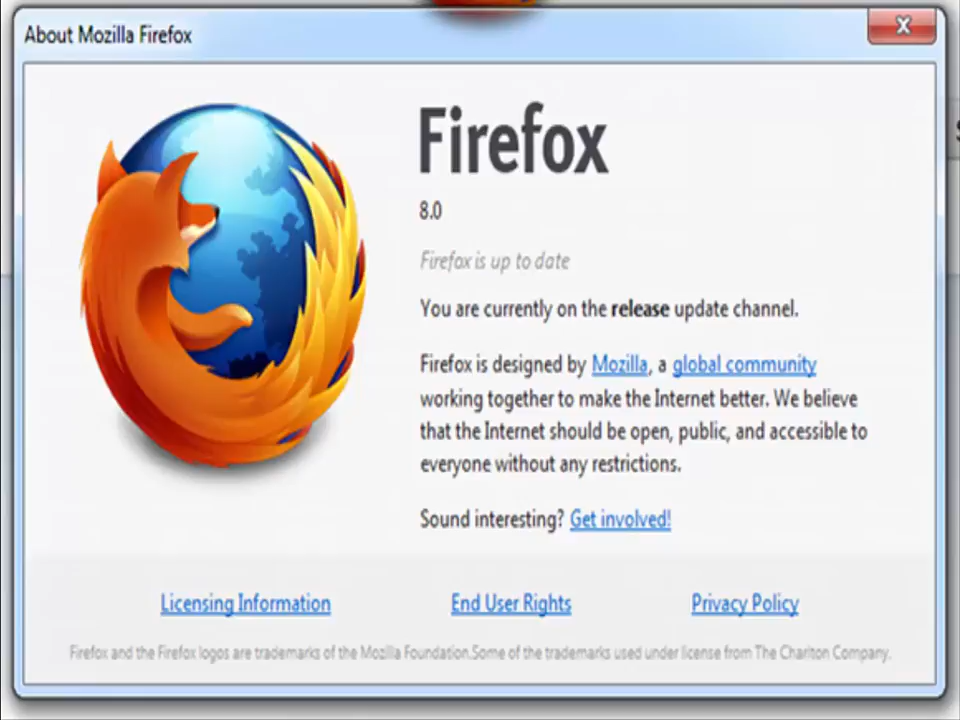 About Mozilla Firefox
Firefox
8.0
Firefox is up to date
You are currently on the release update channel.
Firefox is designed by Mozilla, a global community
working together to make the Internet better. We believe
that the Internet should be open, public, and accessible to
everyone without any restrictions.
Sound interesting? Get involved!
Licensing Information End User Rights Privacy Policy
Firefox and the Firefox logos are trademarks of the Mozilla Foundation.Some of the trademarks used under license from The Charlton Company.